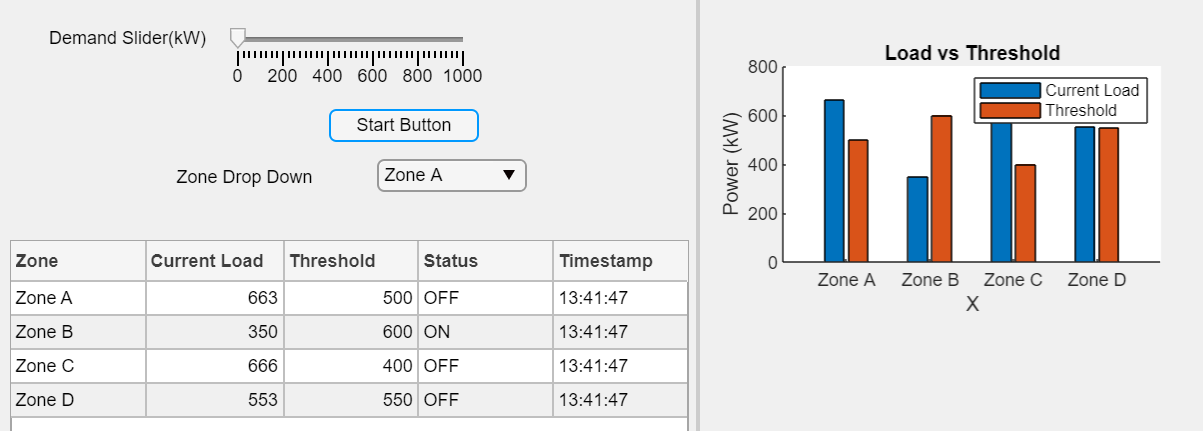 Demand Slider(kW)
0 200 400 600 800 1000
Start Button
Zone Drop Down Zone A
Zone Current Load Threshold Status Timestamp
Zone A 663 500 OFF 13:41:47
Zone B 350 600 ON 13:41:47
Zone C 666 400 OFF 13:41:47
Zone D 553 550 OFF 13:41:47
Load vs Threshold
Current Load
Threshold
Power (kW)
800
600
400
200
0
Zone A Zone B Zone C Zone D
X